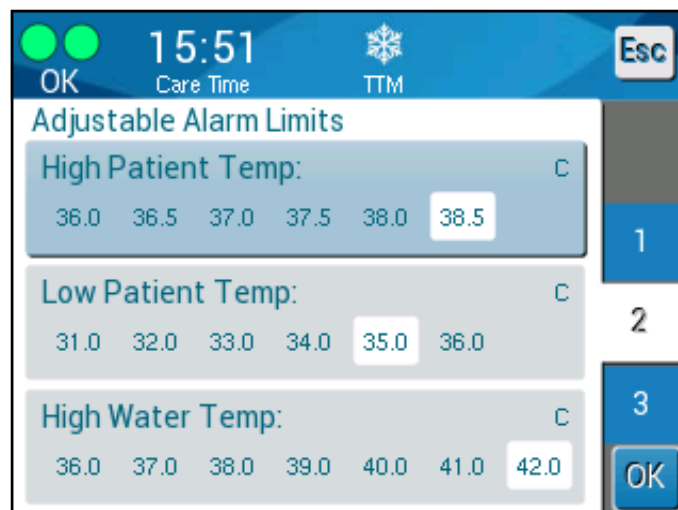 15:51
OK Care Time TTM Esc
Adjustable Alarm Limits
High Patient Temp: C
36.0 36.5 37.0 37.5 38.0 38.5
1
Low Patient Temp: C
31.0 32.0 33.0 34.0 35.0 36.0
2
High Water Temp: C
36.0 37.0 38.0 39.0 40.0 41.0 42.0
3
OK